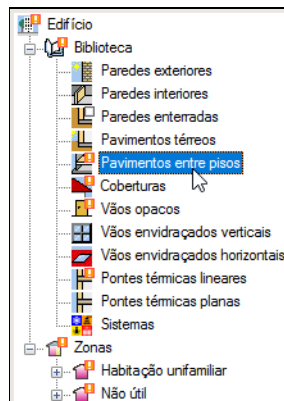 Edifício
Biblioteca
Paredes exteriores
Paredes interiores
Paredes enterradas
Pavimentos térreos
Pavimentos entre pisos
Coberturas
Vãos opacos
Vãos envidraçados verticais
Vãos envidraçados horizontais
Pontes térmicas lineares
Pontes térmicas planas
Sistemas
Zonas
Habitação unifamiliar
Não útil